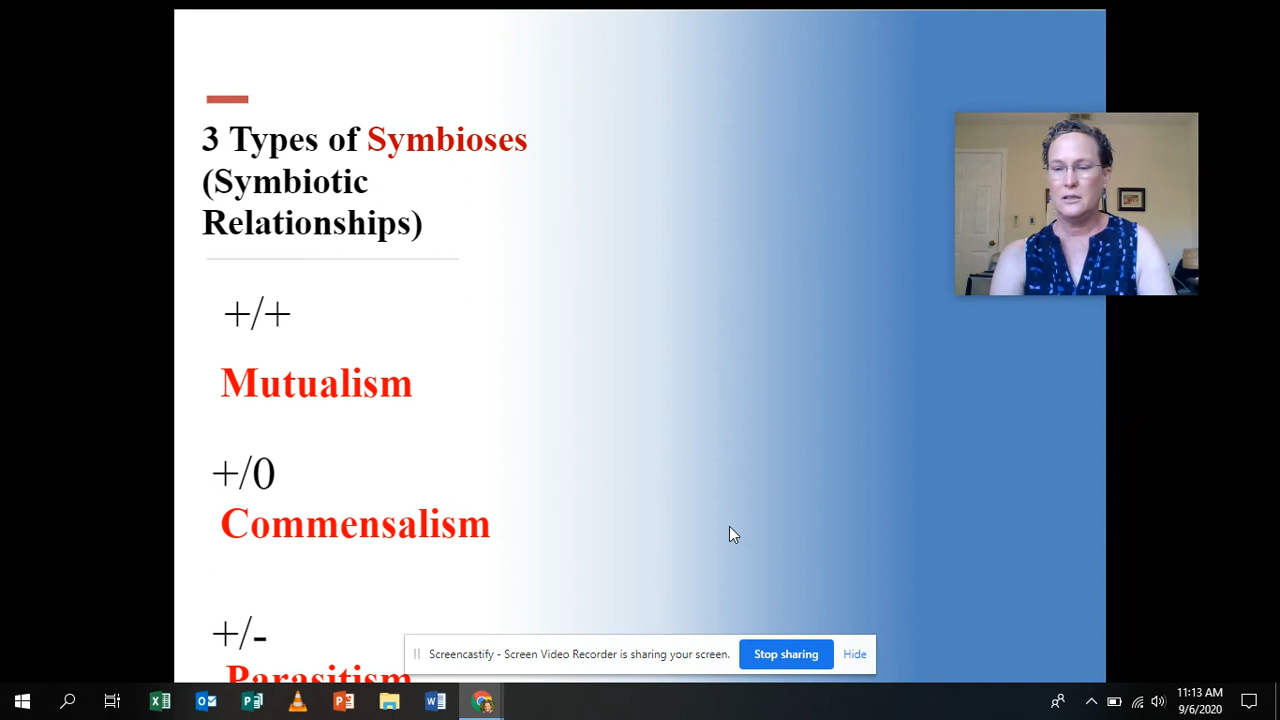 3 Types of Symbioses
(Symbiotic
Relationships)
+/+
Mutualism
+/0
Commensalism
+/-
Parasitism
Screencastify - Screen Video Recorder is sharing your screen.
Stop sharing
Hide
11:13 AM
9/6/2020